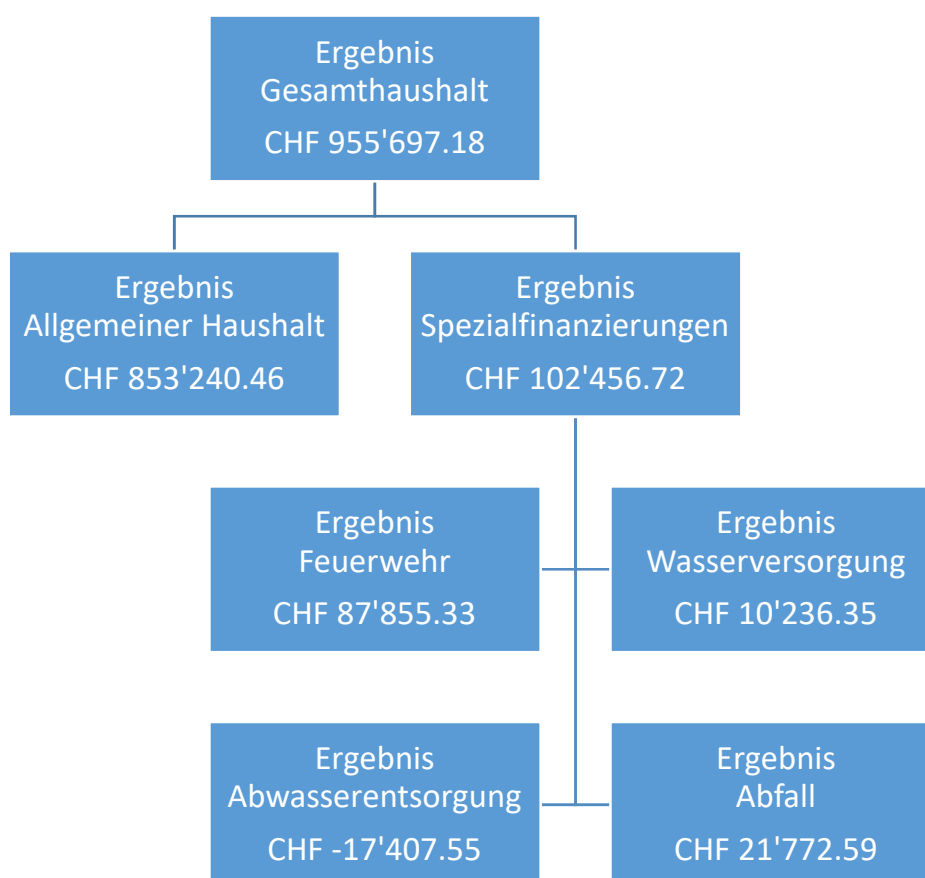 Ergebnis
Gesamthaushalt
CHF 955'697.18
Ergebnis
Allgemeiner Haushalt
CHF 853'240.46
Ergebnis
Spezialfinanzierungen
CHF 102'456.72
Ergebnis
Feuerwehr
CHF 87'855.33
Ergebnis
Wasserversorgung
CHF 10'236.35
Ergebnis
Abwasserentsorgung
CHF -17'407.55
Ergebnis
Abfall
CHF 21'772.59